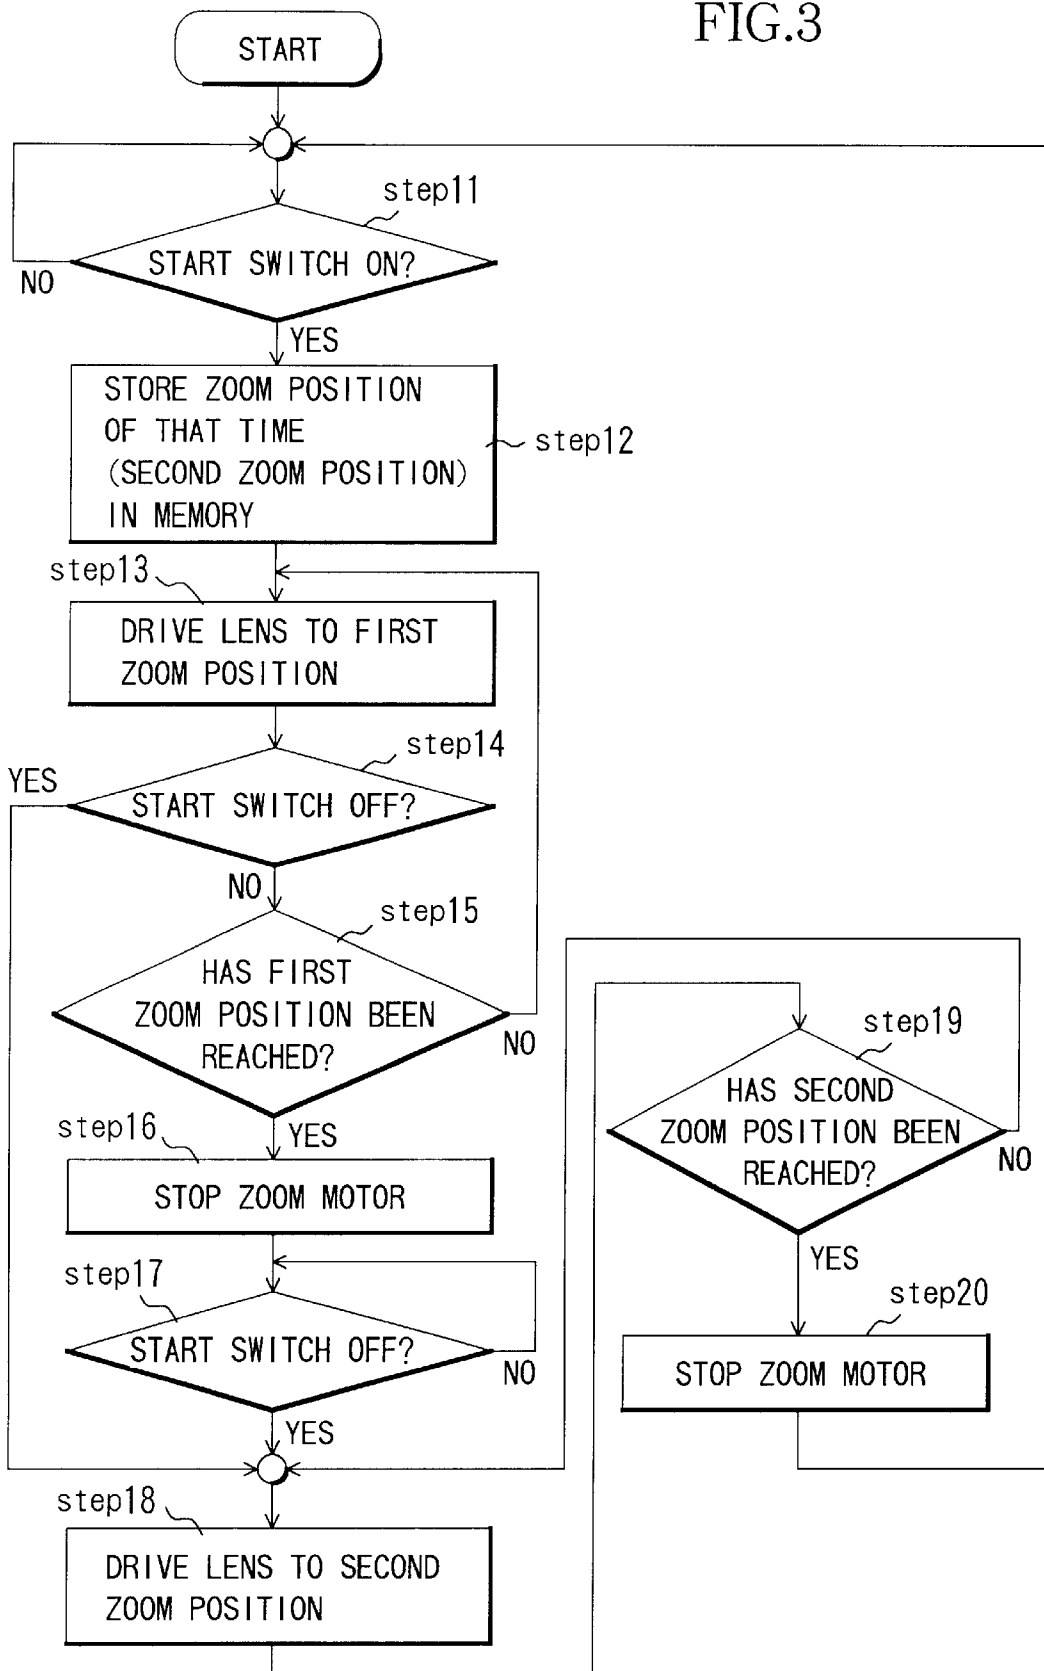 FIG.3
START
step11
START SWITCH ON?
NO
YES
STORE ZOOM POSITION
OF THAT TIME
(SECOND ZOOM POSITION)
IN MEMORY
step12
step13
DRIVE LENS TO FIRST
ZOOM POSITION
step14
YES
START SWITCH OFF?
NO
step15
HAS FIRST
ZOOM POSITION BEEN
REACHED?
NO
YES
step16
STOP ZOOM MOTOR
step17
START SWITCH OFF?
NO
YES
step18
DRIVE LENS TO SECOND
ZOOM POSITION
step19
HAS SECOND
ZOOM POSITION BEEN
REACHED?
NO
YES
step20
STOP ZOOM MOTOR